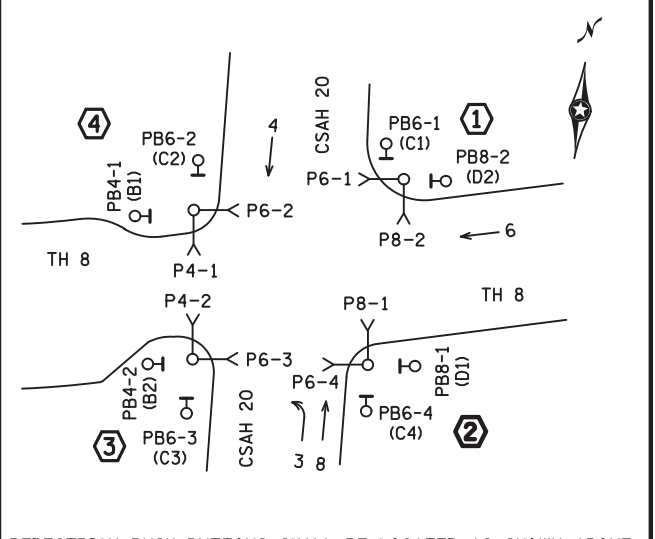 N
4
PB6-2
(C2)
PB4-1
(B1)
4
CSAH 20
PB6-1
(C1)
1
PB8-2
(D2)
P6-1
P6-2
P8-2
6
TH 8
P4-1
P4-2
P8-1
TH 8
P6-3
P6-4
PB4-2
(B2)
PB8-1
(D1)
PB6-3
(C3)
3
CSAH 20
3
8
PB6-4
(C4)
2